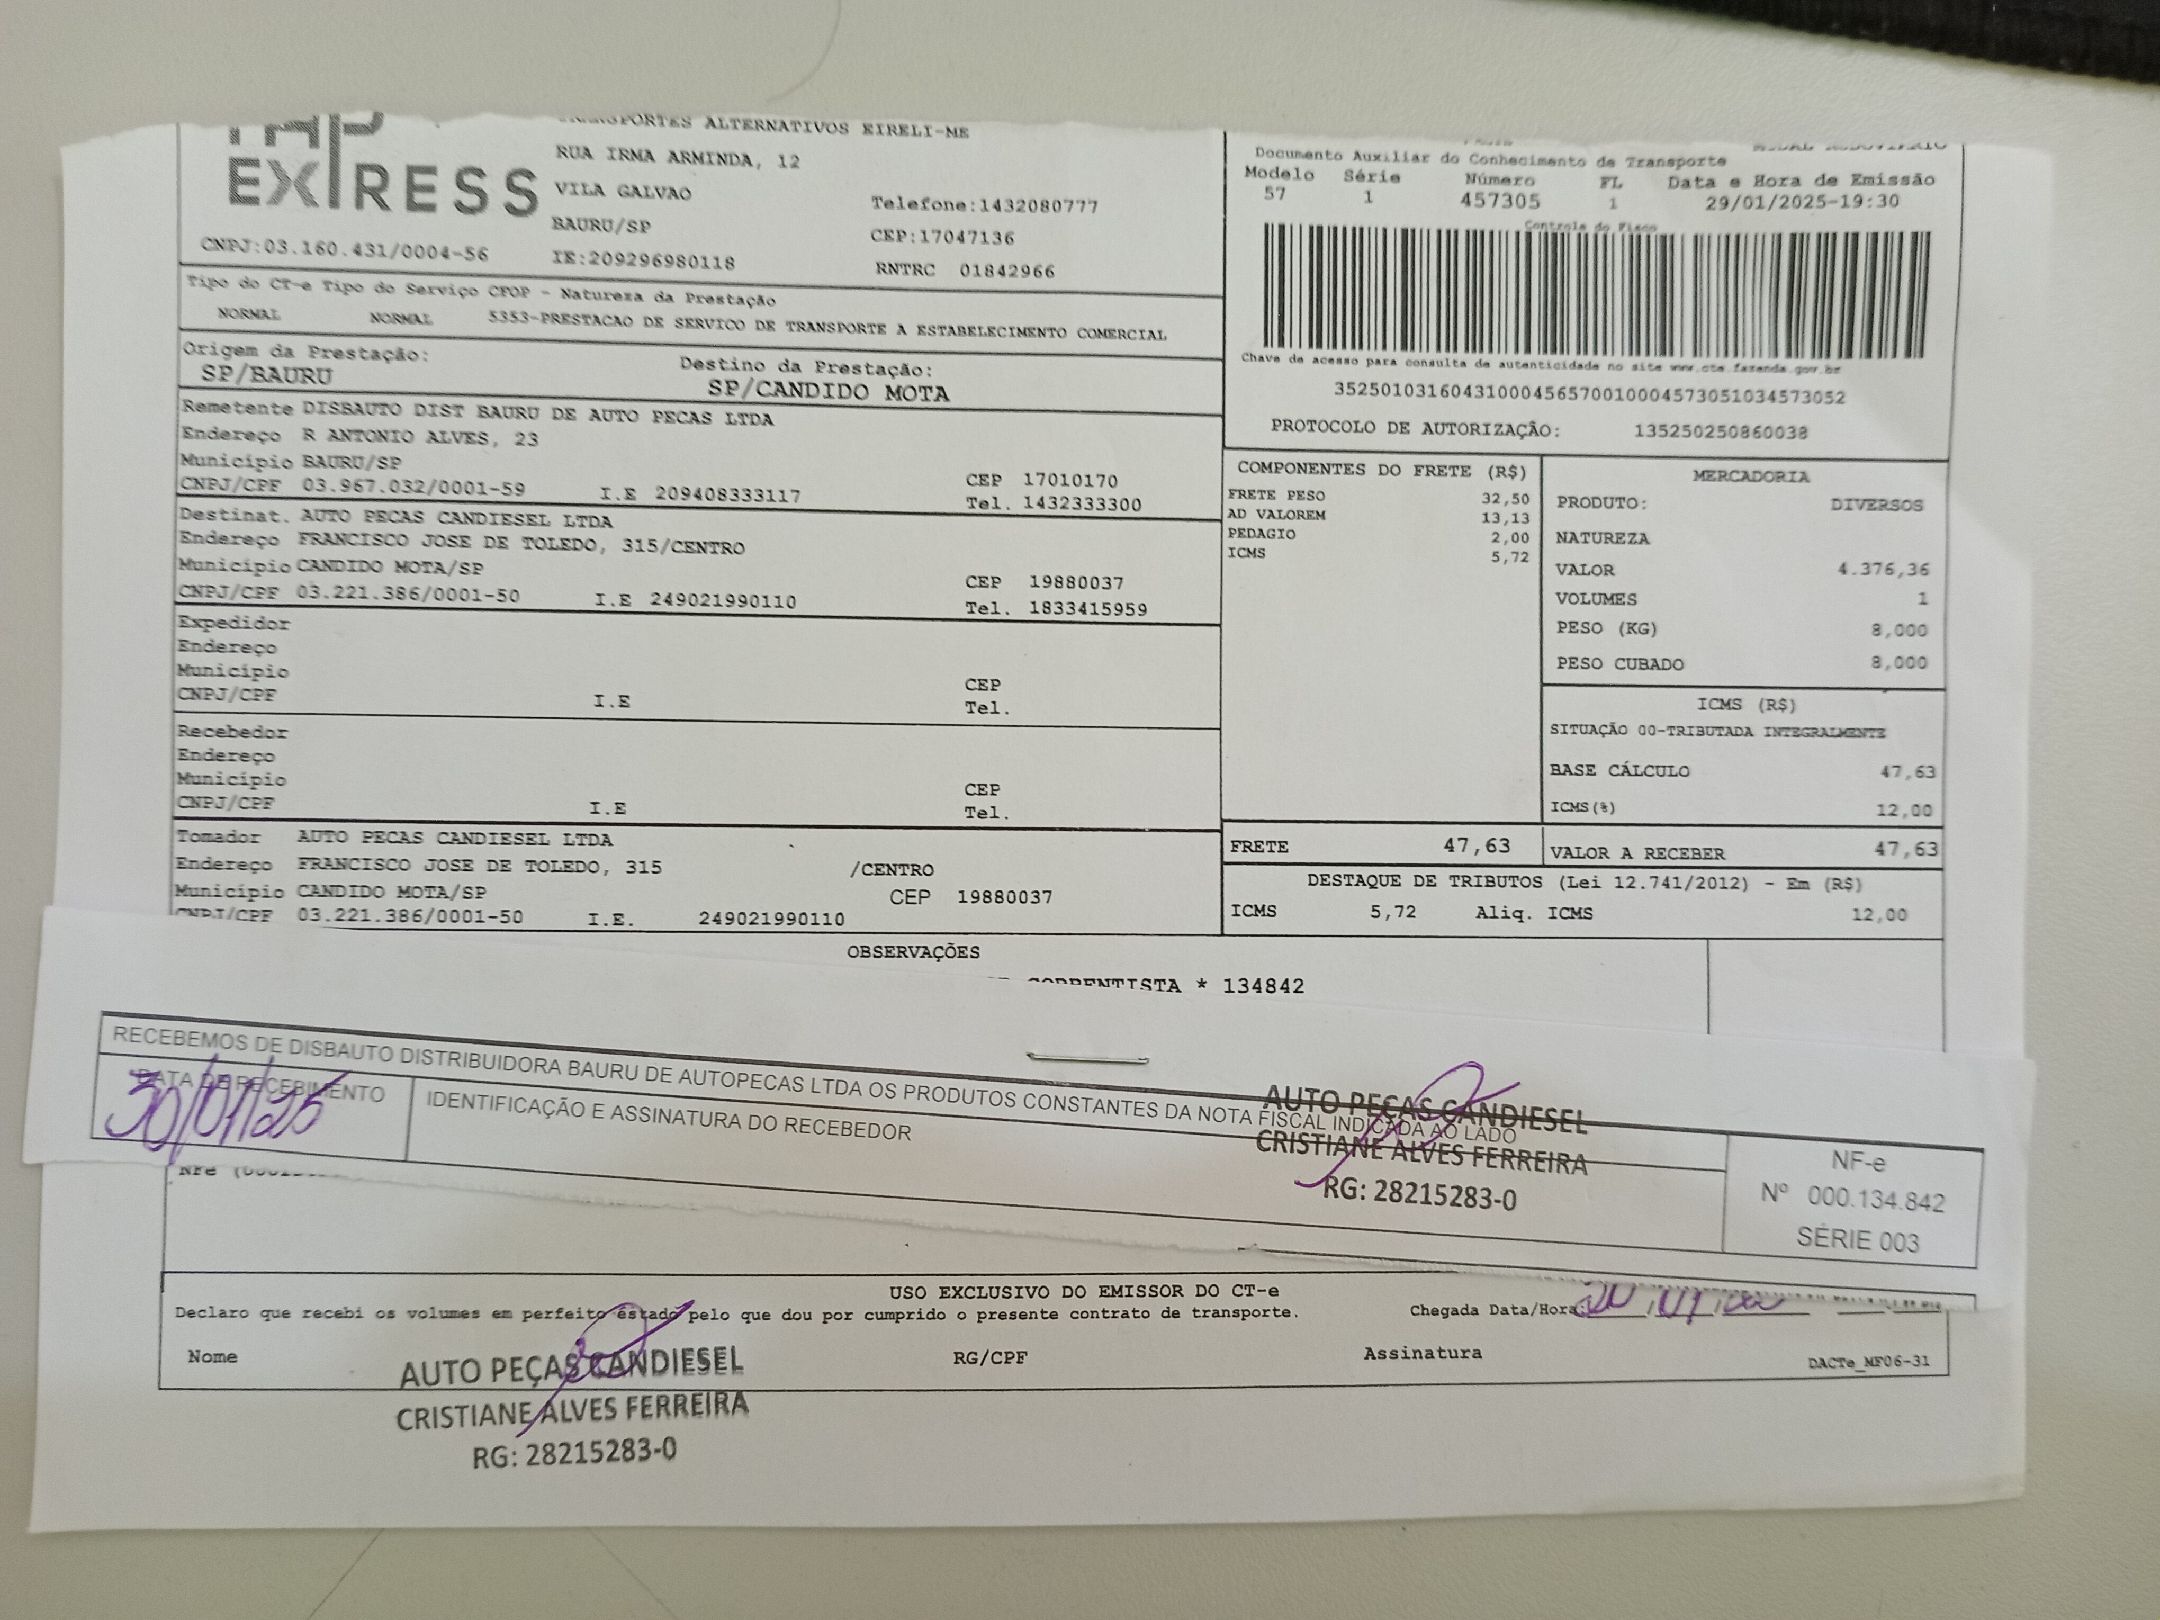 TAP
EXPRESS
TRANSPORTES ALTERNATIVOS EIRELI-ME
RUA IRMA ARMINDA, 12
VILA GALVAO
BAURU/SP
IE:209296980118
Telefone:1432080777
CEP:17047136
RNTRC 01842966
CNPJ:03.160.431/0004-56
Documento Auxiliar do Conhecimento de Transporte
Modelo Série Número FL Data e Hora de Emissão
57 1 457305 1 29/01/2025-19:30
Controle do Fisco
Chave de acesso para consulta de autenticidade no site www.cte.fazenda.gov.br
35250103160431000456570010004573051034573052
PROTOCOLO DE AUTORIZAÇÃO: 135250250860038
Tipo do CT-e Tipo do Serviço CFOP - Natureza da Prestação
NORMAL NORMAL 5353-PRESTACAO DE SERVICO DE TRANSPORTE A ESTABELECIMENTO COMERCIAL
Origem da Prestação: Destino da Prestação:
SP/BAURU SP/CANDIDO MOTA
Remetente DISBAUTO DIST BAURU DE AUTO PECAS LTDA
Endereço R ANTONIO ALVES, 23
Município BAURU/SP CEP 17010170
CNPJ/CPF 03.967.032/0001-59 I.E 209408333117 Tel. 1432333300
Destinat. AUTO PECAS CANDIESEL LTDA
Endereço FRANCISCO JOSE DE TOLEDO, 315/CENTRO
Município CANDIDO MOTA/SP CEP 19880037
CNPJ/CPF 03.221.386/0001-50 I.E 249021990110 Tel. 1833415959
Expedidor
Endereço
Município CEP
CNPJ/CPF I.E Tel.
Recebedor
Endereço
Município CEP
CNPJ/CPF I.E Tel.
Tomador AUTO PECAS CANDIESEL LTDA
Endereço FRANCISCO JOSE DE TOLEDO, 315 /CENTRO
Município CANDIDO MOTA/SP CEP 19880037
CNPJ/CPF 03.221.386/0001-50 I.E. 249021990110
COMPONENTES DO FRETE (R$)
FRETE PESO 32,50
AD VALOREM 13,13
PEDAGIO 2,00
ICMS 5,72
MERCADORIA
PRODUTO: DIVERSOS
NATUREZA
VALOR 4.376,36
VOLUMES 1
PESO (KG) 8,000
PESO CUBADO 8,000
ICMS (R$)
SITUAÇÃO 00-TRIBUTADA INTEGRALMENTE
BASE CÁLCULO 47,63
ICMS(%) 12,00
FRETE 47,63 VALOR A RECEBER 47,63
DESTAQUE DE TRIBUTOS (Lei 12.741/2012) - Em (R$)
ICMS 5,72 Aliq. ICMS 12,00
OBSERVAÇÕES
CORRENTISTA * 134842
RECEBEMOS DE DISBAUTO DISTRIBUIDORA BAURU DE AUTOPECAS LTDA OS PRODUTOS CONSTANTES DA NOTA FISCAL INDICADA AO LADO
DATA DE RECEBIMENTO
30/01/25
IDENTIFICAÇÃO E ASSINATURA DO RECEBEDOR
AUTO PEÇAS CANDIESEL
CRISTIANE ALVES FERREIRA
RG: 28215283-0
NF-e
Nº 000.134.842
SÉRIE 003
NFe
USO EXCLUSIVO DO EMISSOR DO CT-e
Declaro que recebi os volumes em perfeito estado pelo que dou por cumprido o presente contrato de transporte.
Chegada Data/Hora:
Nome RG/CPF Assinatura
DACTe_MF06-31
AUTO PEÇAS CANDIESEL
CRISTIANE ALVES FERREIRA
RG: 28215283-0